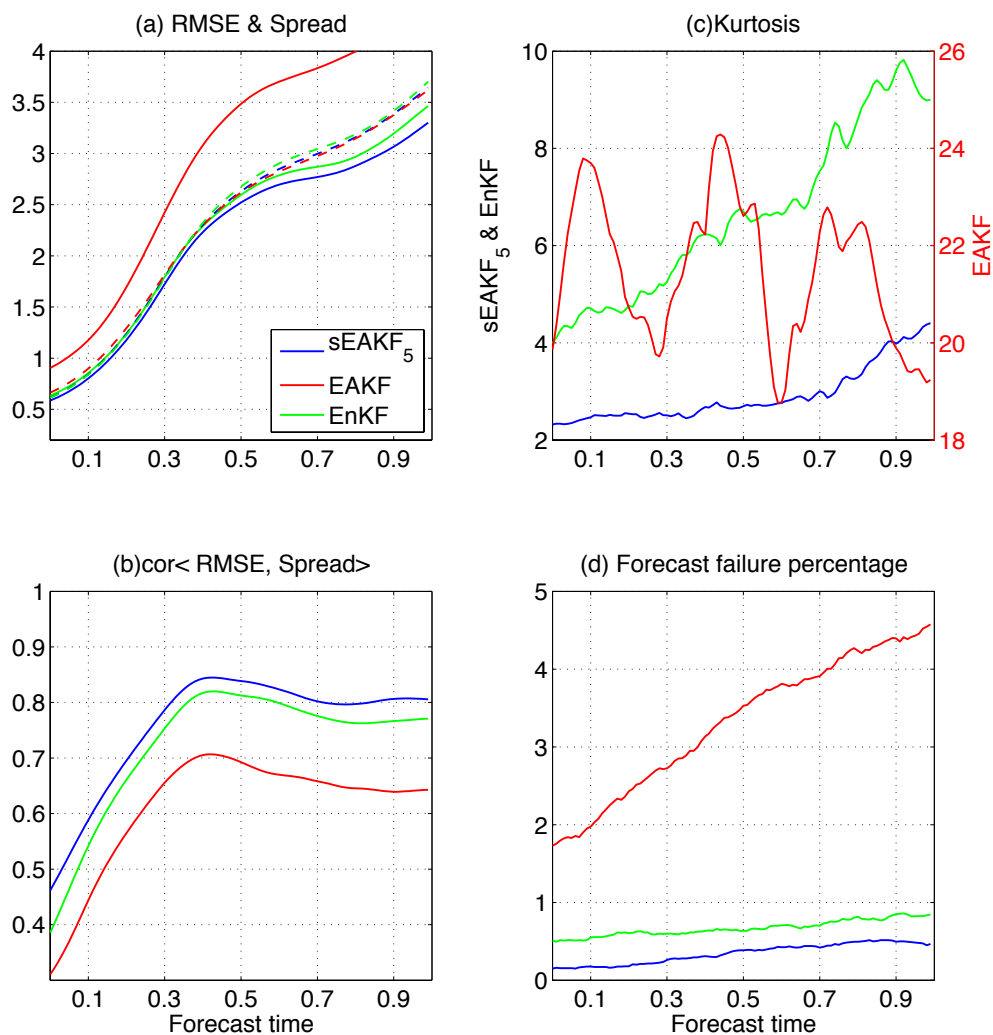 (a) RMSE & Spread
4
3.5
3
2.5
2
1.5
1
0.5
0.1 0.3 0.5 0.7 0.9
sEAKF5
EAKF
EnKF
(c)Kurtosis
10
8
6
4
2
sEAKF5 & EnKF
26
24
22
20
18
EAKF
0.1 0.3 0.5 0.7 0.9
(b)cor< RMSE, Spread>
1
0.9
0.8
0.7
0.6
0.5
0.4
0.1 0.3 0.5 0.7 0.9
Forecast time
(d) Forecast failure percentage
5
4
3
2
1
0
0.1 0.3 0.5 0.7 0.9
Forecast time